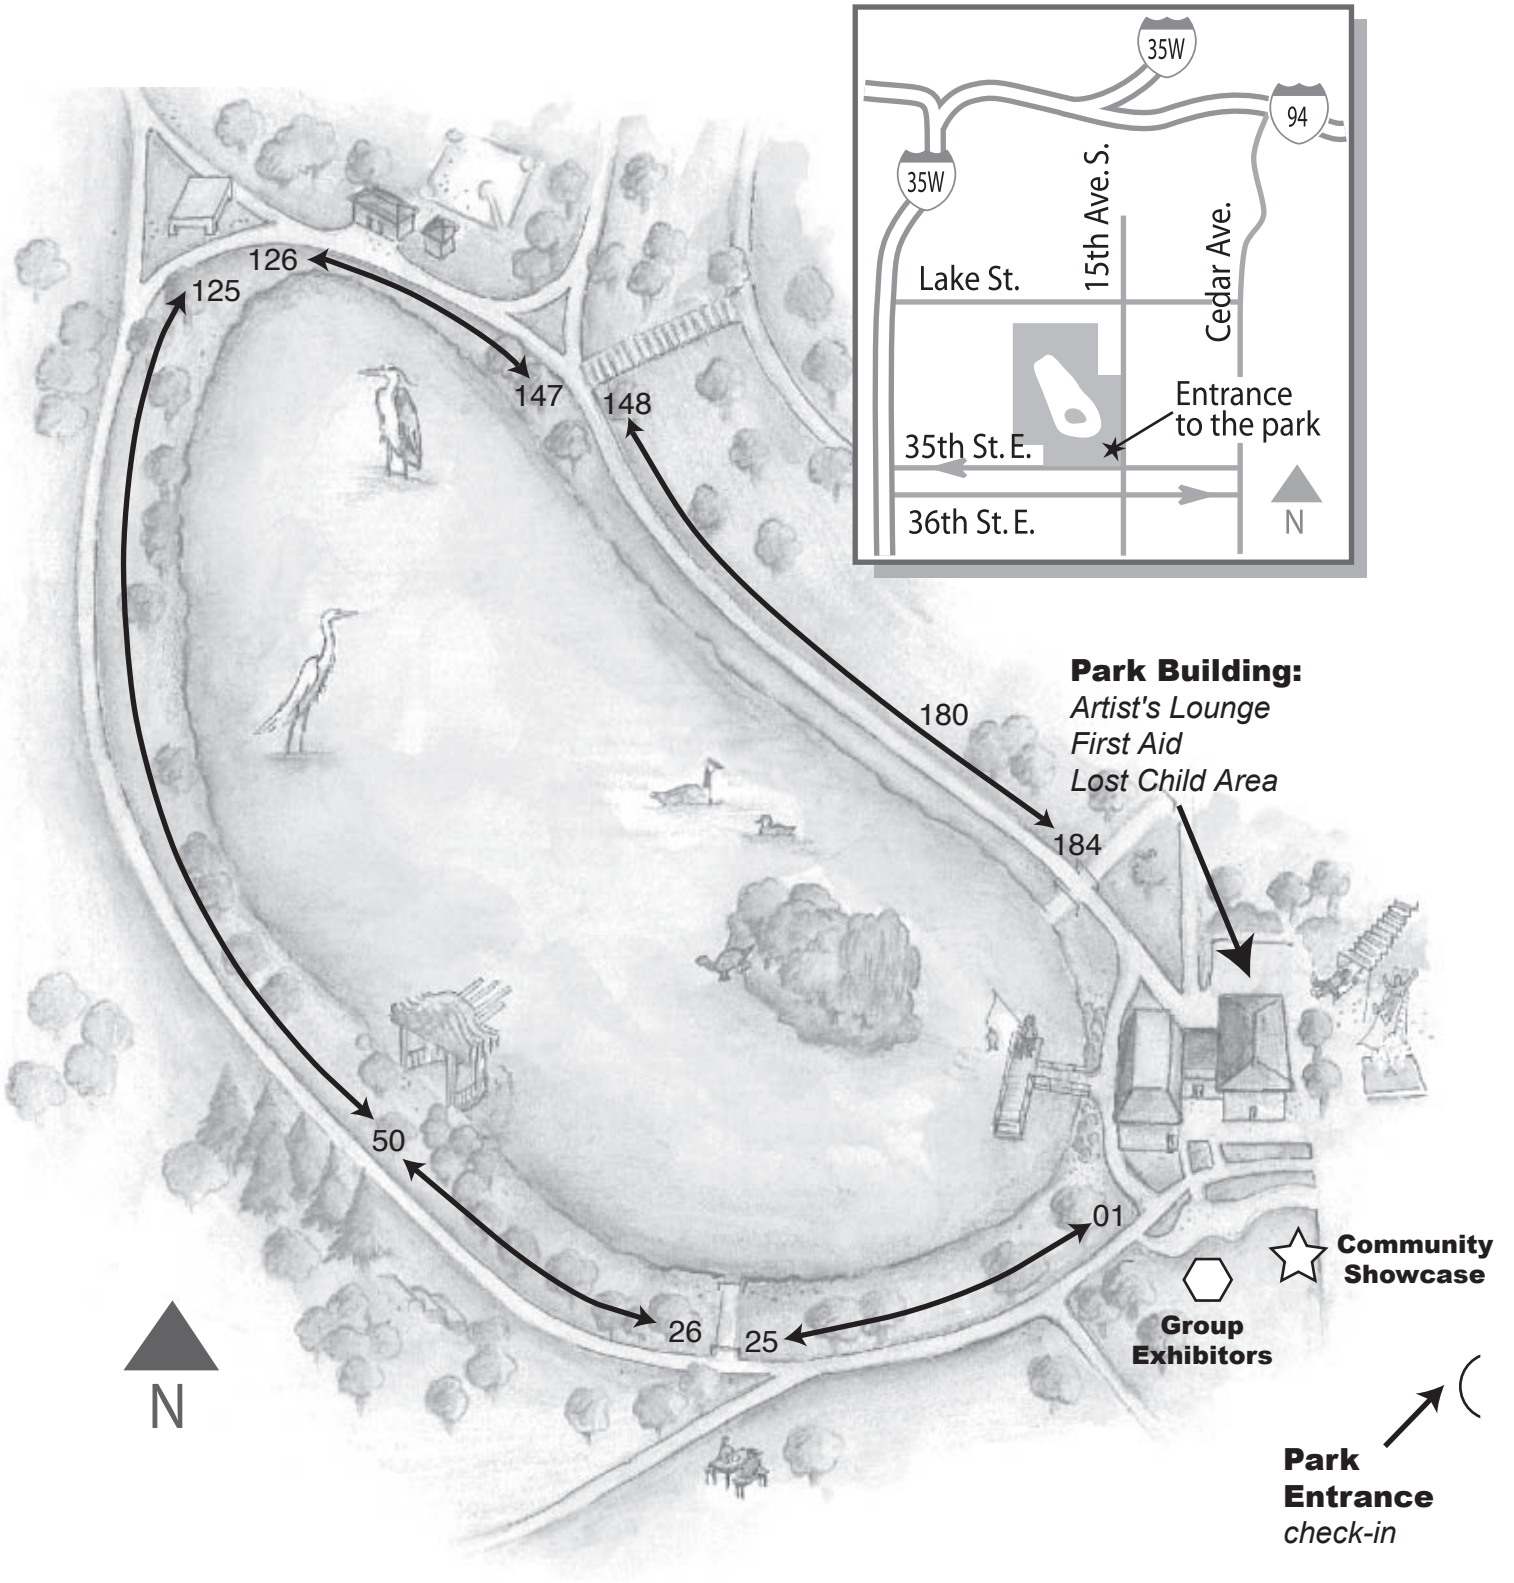 35W
94
35W
15th Ave. S.
Cedar Ave.
Lake St.
Entrance
to the park
35th St. E.
36th St. E.
N
126
125
147
148
180
184
Park Building:
Artist's Lounge
First Aid
Lost Child Area
50
01
26
25
Community
Showcase
Group
Exhibitors
N
Park
Entrance
check-in